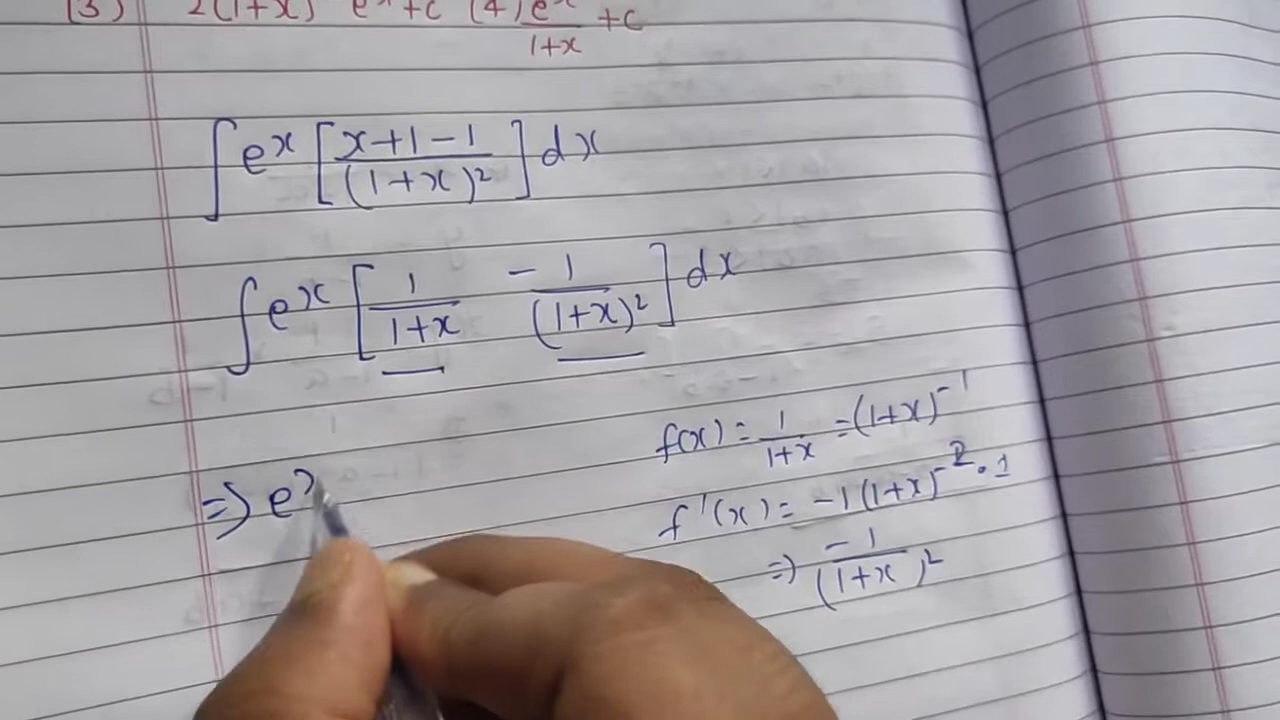 (3) 2(1+x) eˣ+c (4) eˣ/(1+x) +c
∫ eˣ [(x+1-1)/(1+x)²] dx
∫ eˣ [1/(1+x) -1/(1+x)²] dx
f(x) = 1/(1+x) = (1+x)⁻¹
f'(x) = -1(1+x)⁻².1
⇒ -1/(1+x)²
⇒ eˣ